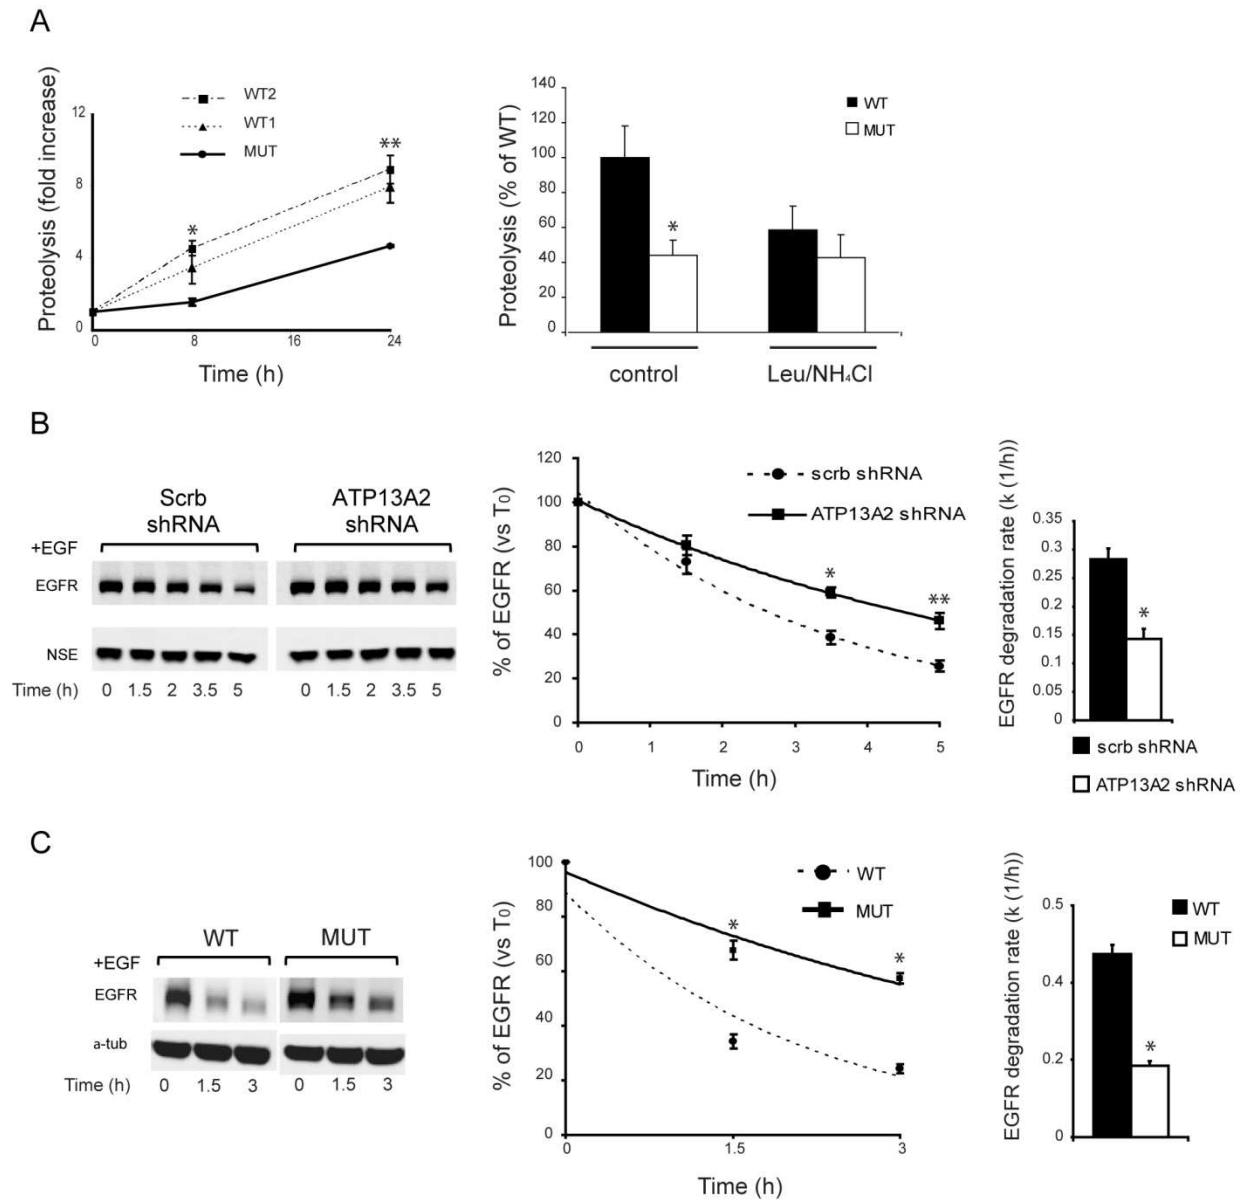 A
Proteolysis (fold increase)
12
8
4
0
0 8 16 24
Time (h)
WT2
WT1
MUT
*
**
Proteolysis (% of WT)
140
120
100
80
60
40
20
0
WT
MUT
*
control Leu/NH₄Cl
B
Scrb shRNA
ATP13A2 shRNA
+EGF
EGFR
NSE
Time (h) 0 1.5 2 3.5 5 0 1.5 2 3.5 5
% of EGFR (vs T0)
120
100
80
60
40
20
0
0 1 2 3 4 5
Time (h)
scrb shRNA
ATP13A2 shRNA
*
**
EGFR degradation rate (k (1/h))
0.35
0.3
0.25
0.2
0.15
0.1
0.05
0
*
scrb shRNA
ATP13A2 shRNA
C
WT MUT
+EGF
EGFR
a-tub
Time (h) 0 1.5 3 0 1.5 3
% of EGFR (vs T0)
100
80
60
40
20
0
0 1.5 3
Time (h)
WT
MUT
*
*
EGFR degradation rate (k (1/h))
0.5
0.4
0.2
0
WT
MUT
*